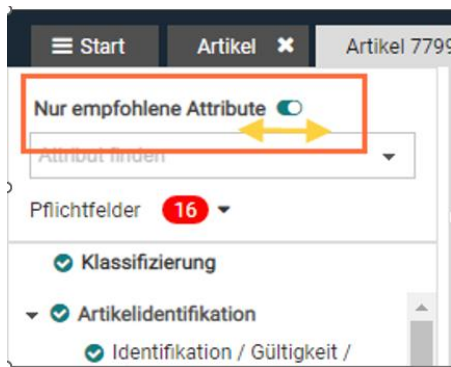 Start Artikel Artikel 7799
Nur empfohlene Attribute
Attribut finden
Pflichtfelder 16
Klassifizierung
Artikelidentifikation
Identifikation / Gültigkeit /